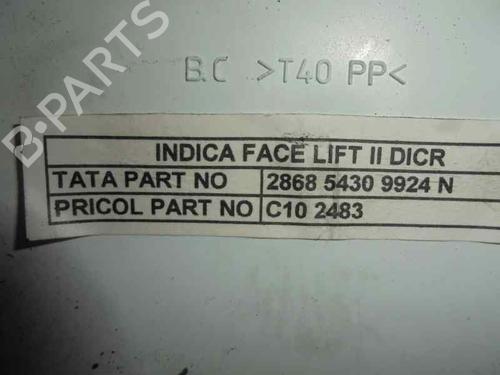 B.C >T40 PP<
B·PARTS
INDICA FACE LIFT II DICR
TATA PART NO 2868 5430 9924 N
PRICOL PART NO C10 2483